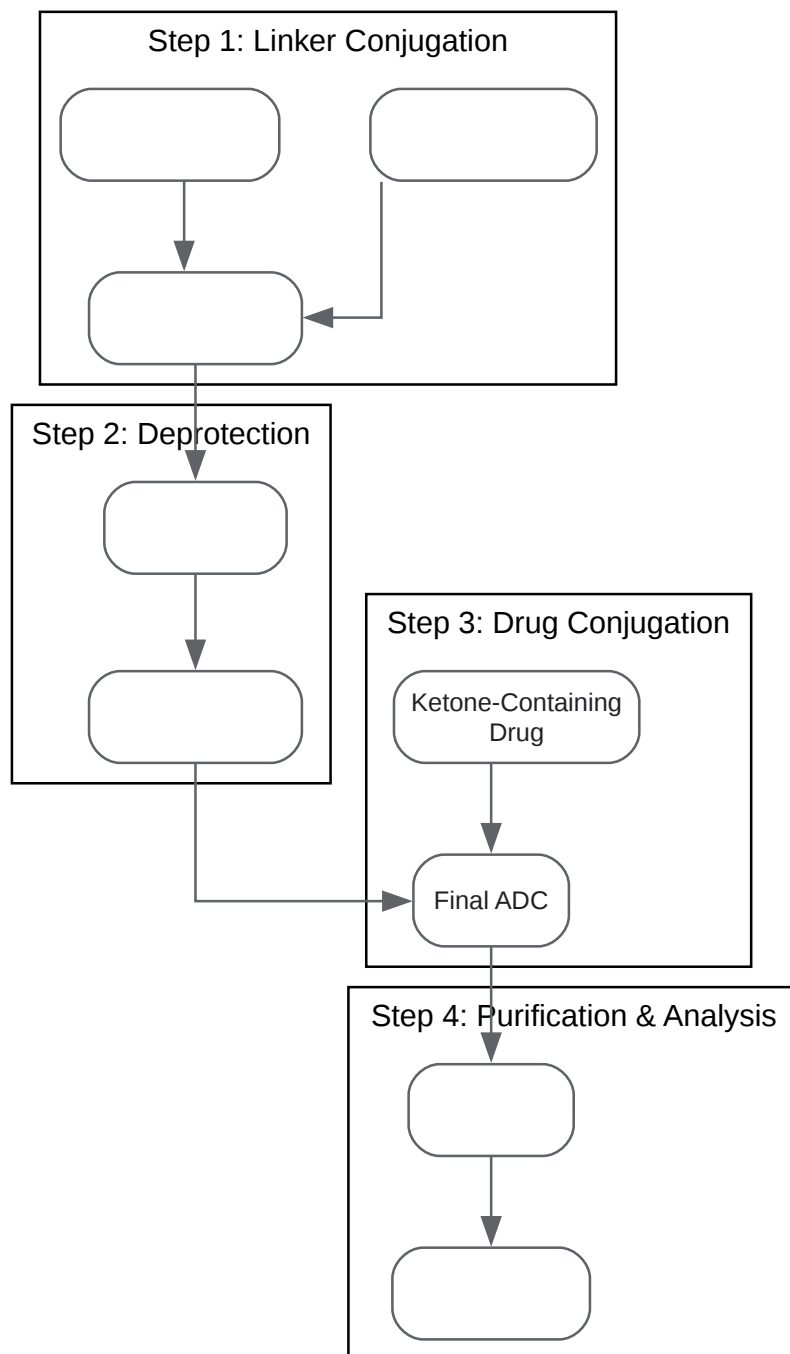 Step 1: Linker Conjugation
Step 2: Deprotection
Step 3: Drug Conjugation
Ketone-Containing
Drug
Final ADC
Step 4: Purification & Analysis